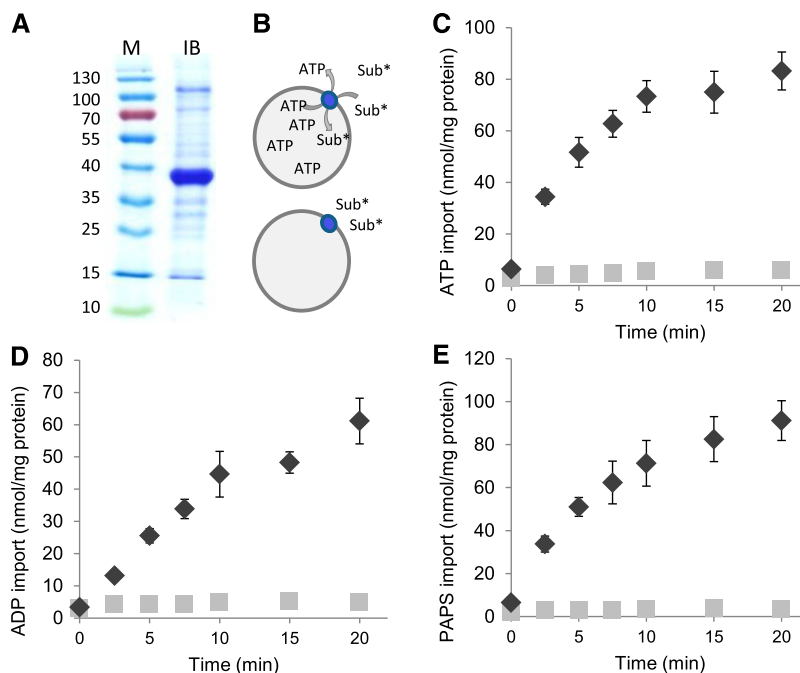 A
M IB
130
100
70
55
40
35
25
15
10
B
ATP Sub*
ATP Sub*
ATP Sub*
ATP
ATP
Sub*
Sub*
C
ATP import (nmol/mg protein)
100
80
60
40
20
0
0 5 10 15 20
Time (min)
D
ADP import (nmol/mg protein)
80
70
60
50
40
30
20
10
0
0 5 10 15 20
Time (min)
E
PAPS import (nmol/mg protein)
120
100
80
60
40
20
0
0 5 10 15 20
Time (min)